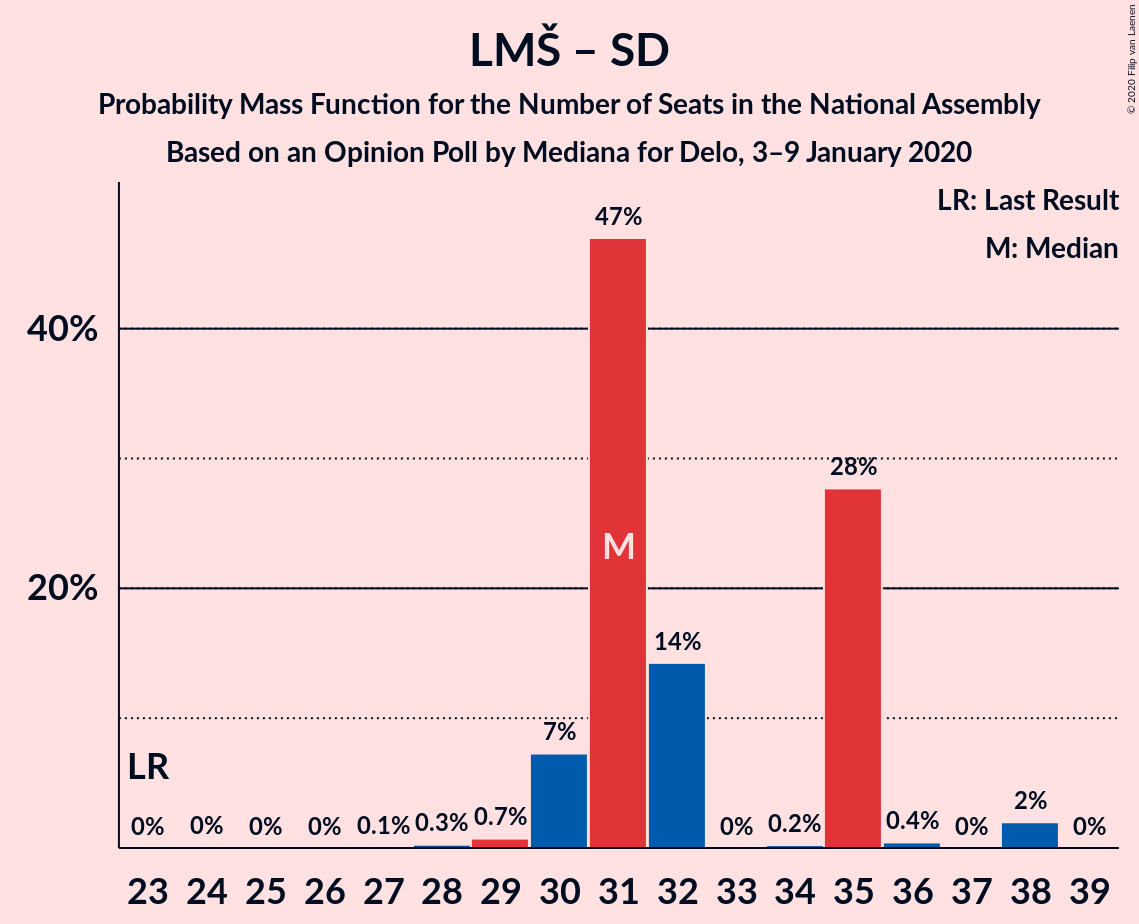 LMŠ – SD
Probability Mass Function for the Number of Seats in the National Assembly
Based on an Opinion Poll by Mediana for Delo, 3–9 January 2020
© 2020 Filip van Laenen
LR: Last Result
M: Median
40%
20%
47%
28%
14%
7%
M
LR
0% 0% 0% 0% 0.1% 0.3% 0.7% 0% 0.2% 0.4% 0% 2% 0%
23 24 25 26 27 28 29 30 31 32 33 34 35 36 37 38 39